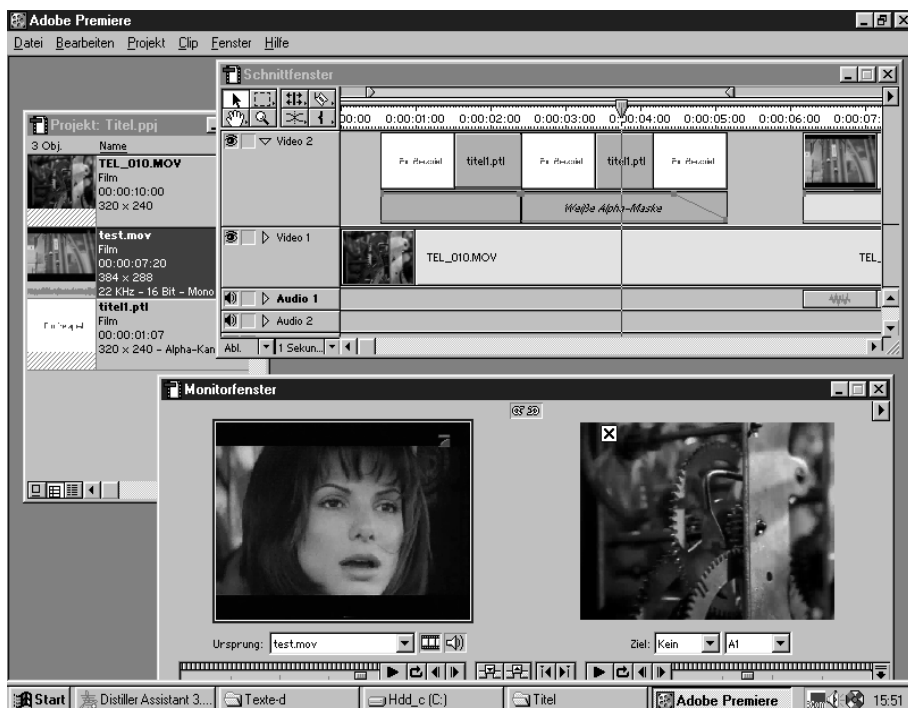 Adobe Premiere
Datei Bearbeiten Projekt Clip Fenster Hilfe
Schnittfenster
00:00 0:00:01:00 0:00:02:00 0:00:03:00 0:00:04:00 0:00:05:00 0:00:06:00 0:00:07:
Video 2
titel1.ptl titel1.ptl
Weiße Alpha-Maske
Video 1
TEL_010.MOV TEL_
Audio 1
Audio 2
Abl. 1 Sekun...
Projekt: Titel.ppj
3 Obj. Name
TEL_010.MOV
Film
00:00:10:00
320 × 240
test.mov
Film
00:00:07:20
384 × 288
22 KHz - 16 Bit - Mono
titel1.ptl
Film
00:00:01:07
320 × 240 - Alpha-Kan
Monitorfenster
Ursprung: test.mov
Ziel: Kein A1
Start Distiller Assistant 3.... Texte-d Hdd_c (C:) Titel Adobe Premiere 15:51